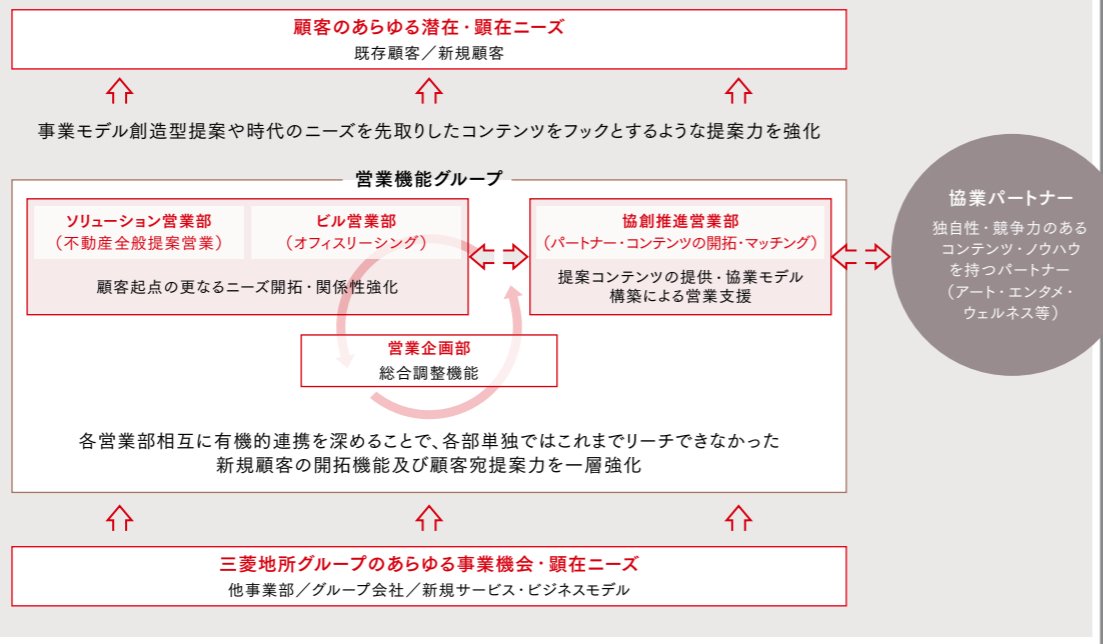 顧客のあらゆる潜在・顕在ニーズ
既存顧客／新規顧客
事業モデル創造型提案や時代のニーズを先取りしたコンテンツをフックとするような提案力を強化
営業機能グループ
ソリューション営業部
（不動産全般提案営業）
ビル営業部
（オフィスリーシング）
顧客起点の更なるニーズ開拓・関係性強化
協創推進営業部
（パートナー・コンテンツの開拓・マッチング）
提案コンテンツの提供・協業モデル
構築による営業支援
協業パートナー
独自性・競争力のある
コンテンツ・ノウハウ
を持つパートナー
（アート・エンタメ・
ウェルネス等）
営業企画部
総合調整機能
各営業部相互に有機的連携を深めることで、各部単独ではこれまでリーチできなかった
新規顧客の開拓機能及び顧客宛提案力を一層強化
三菱地所グループのあらゆる事業機会・顕在ニーズ
他事業部／グループ会社／新規サービス・ビジネスモデル